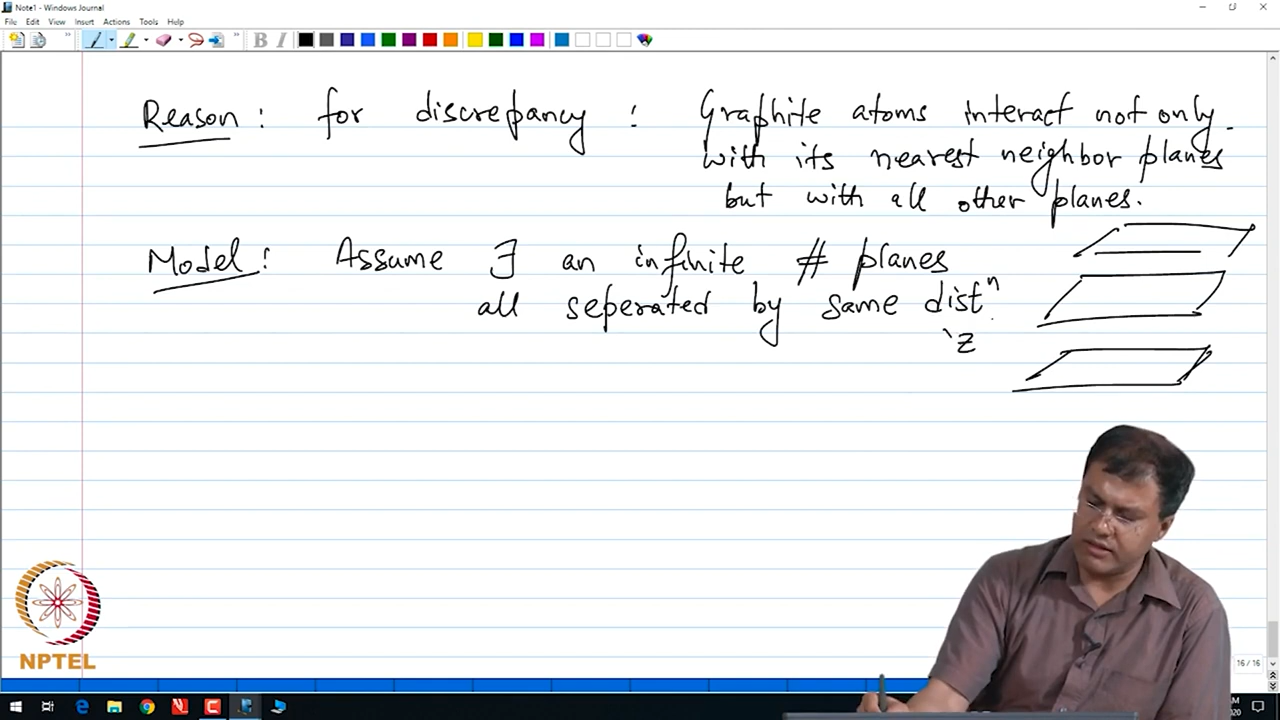 Note1 - Windows Journal
File Edit View Insert Actions Tools Help
B I
Reason : for discrepancy : Graphite atoms interact not only
with its nearest neighbor planes
but with all other planes.
Model : Assume ∃ an infinite # planes
all seperated by same distⁿ
'z
NPTEL
16 / 16